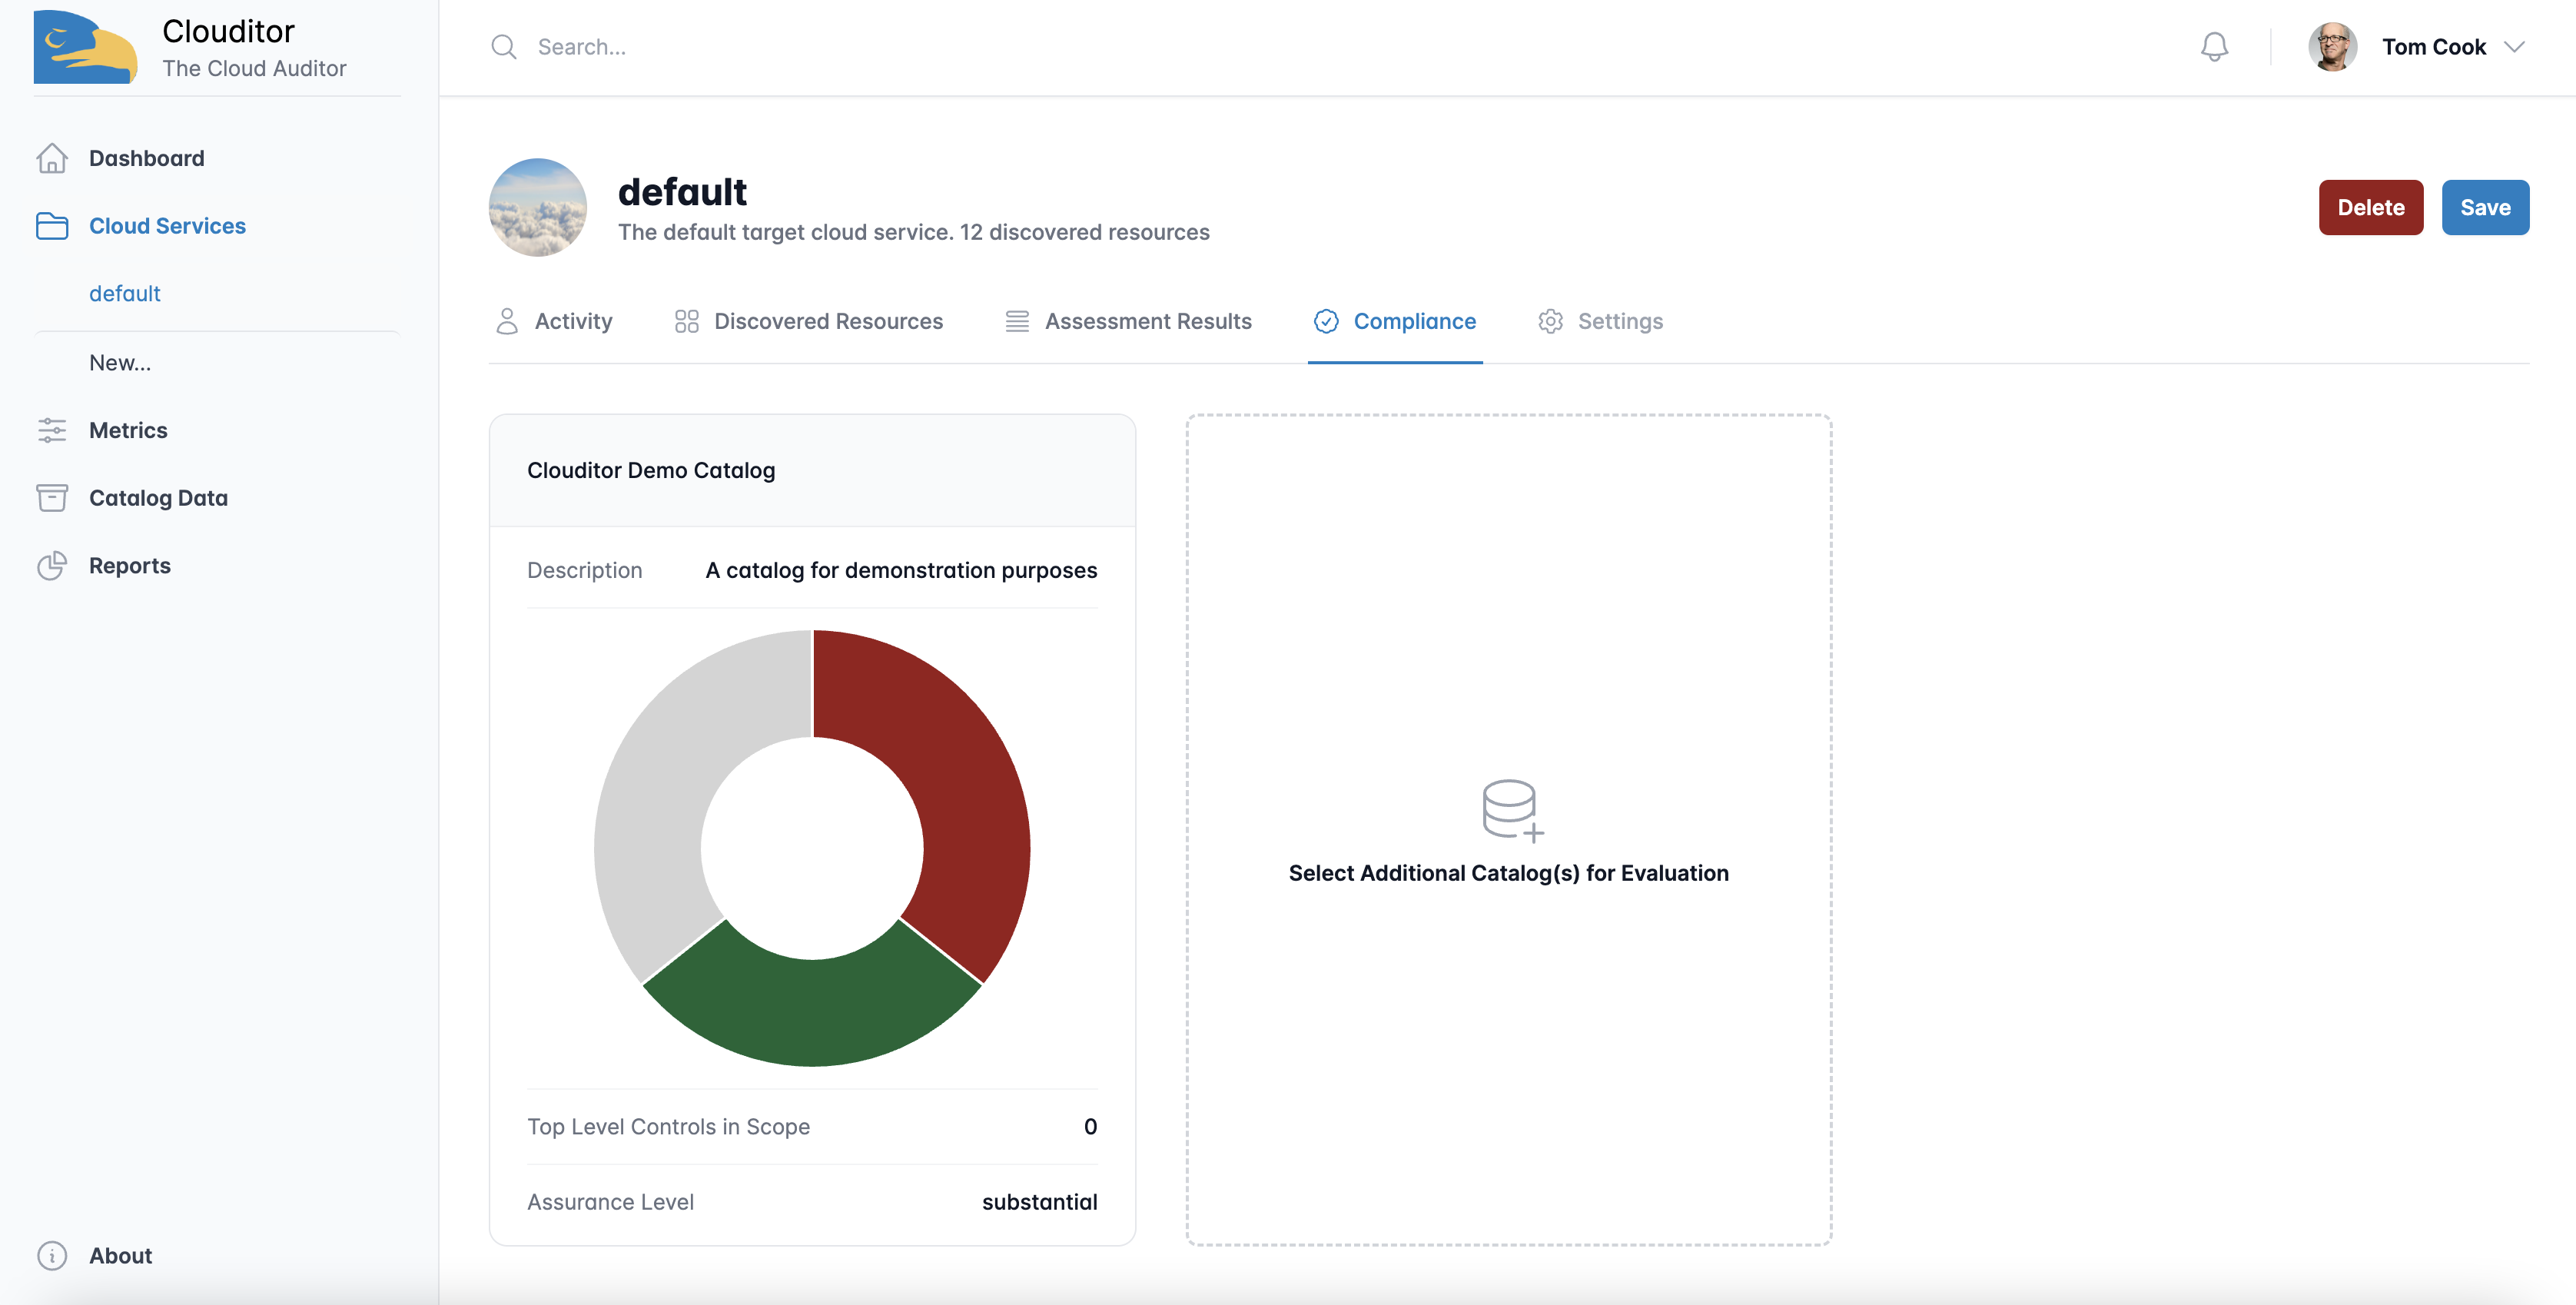 Clouditor
The Cloud Auditor
Search...
Tom Cook
Dashboard
Cloud Services
default
New...
Metrics
Catalog Data
Reports
About
default
The default target cloud service. 12 discovered resources
Delete
Save
Activity
Discovered Resources
Assessment Results
Compliance
Settings
Clouditor Demo Catalog
Description A catalog for demonstration purposes
Top Level Controls in Scope 0
Assurance Level substantial
Select Additional Catalog(s) for Evaluation